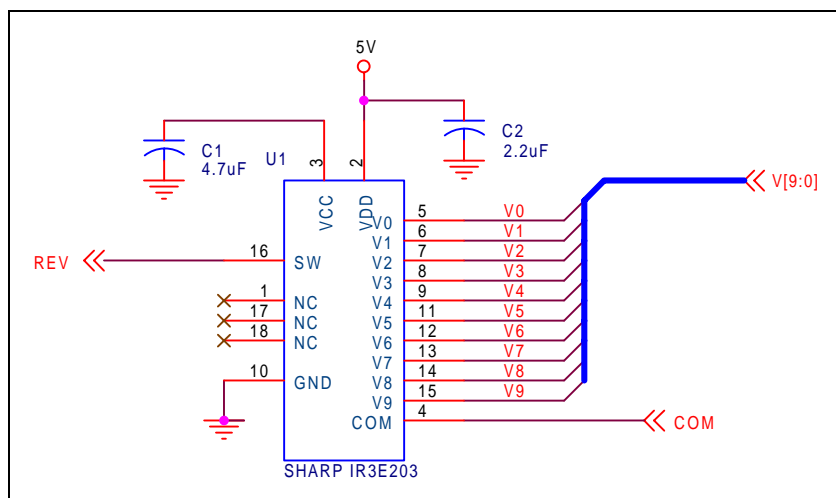 5V
C1
4.7uF
C2
2.2uF
U1
3
2
VCC
VDD
V[9:0]
V0 5 V0
V1 6 V1
REV 16 SW V2 7 V2
V3 8 V3
1 NC V4 9 V4
17 NC V5 11 V5
18 NC V6 12 V6
V7 13 V7
10 GND V8 14 V8
V9 15 V9
COM 4 COM
SHARP IR3E203